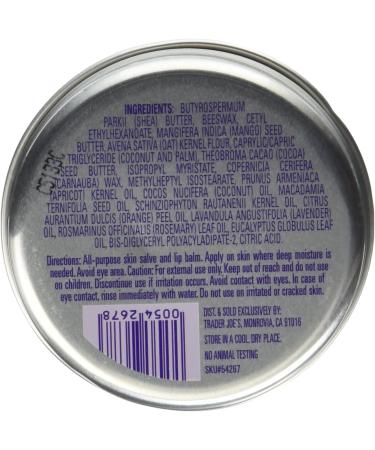 INGREDIENTS: BUTYROSPERMUM
PARKII (SHEA) BUTTER, BEESWAX, CETYL
ETHYLHEXANOATE, MANGIFERA INDICA (MANGO) SEED
BUTTER, AVENA SATIVA (OAT) KERNEL FLOUR, CAPRYLIC/CAPRIC
TRIGLYCERIDE (COCONUT AND PALM), THEOBROMA CACAO (COCOA)
SEED BUTTER, ISOPROPYL MYRISTATE, COPERNICIA CERIFERA
(CARNAUBA) WAX, METHYLHEPTYL ISOSTEARATE, PRUNUS ARMENIACA
(APRICOT) KERNEL OIL, COCOS NUCIFERA (COCONUT) OIL, MACADAMIA
TERNIFOLIA SEED OIL, SCHINZIOPHYTON RAUTANENII KERNEL OIL, CITRUS
AURANTIUM DULCIS (ORANGE) PEEL OIL, LAVANDULA ANGUSTIFOLIA (LAVENDER)
OIL, ROSMARINUS OFFICINALIS (ROSEMARY) LEAF OIL, EUCALYPTUS GLOBULUS LEAF
OIL, BIS-DIGLYCERYL POLYACYLADIPATE-2, CITRIC ACID.
Directions: All-purpose skin salve and lip balm. Apply on skin where deep moisture is
needed. Avoid eye area. Caution: For external use only. Keep out of reach and do not use
on children. Discontinue use if irritation occurs. Avoid contact with eyes. In case of
eye contact, rinse immediately with water. Do not use on irritated or cracked skin.
0054 2678
DIST. & SOLD EXCLUSIVELY BY:
TRADER JOE'S, MONROVIA, CA 91016
STORE IN A COOL, DRY PLACE.
NO ANIMAL TESTING
SKU#54267